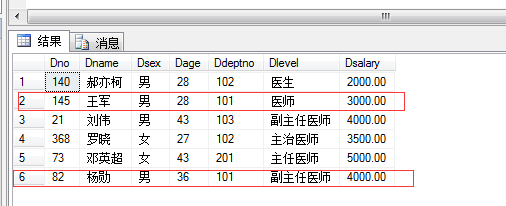 结果 消息
Dno Dname Dsex Dage Ddeptno Dlevel Dsalary
1 140 郝亦柯 男 28 102 医生 2000.00
2 145 王军 男 28 101 医师 3000.00
3 21 刘伟 男 43 103 副主任医师 4000.00
4 368 罗晓 女 27 102 主治医师 3500.00
5 73 邓英超 女 43 201 主任医师 5000.00
6 82 杨勋 男 36 101 副主任医师 4000.00